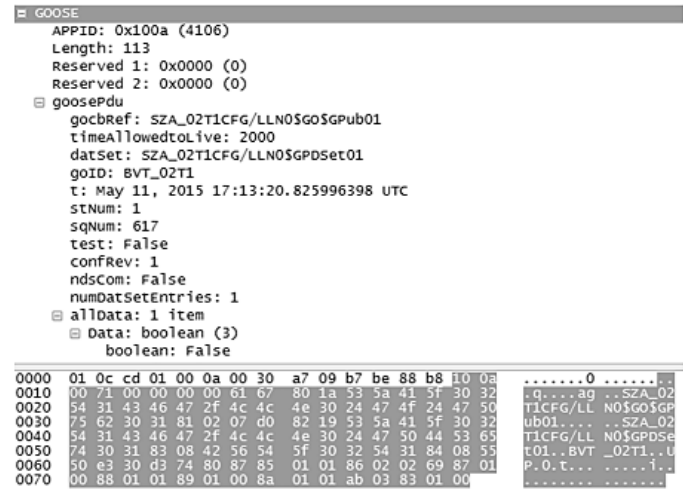 GOOSE
APPID: 0x100a (4106)
Length: 113
Reserved 1: 0x0000 (0)
Reserved 2: 0x0000 (0)
goosePdu
gocbRef: SZA_02T1CFG/LLN0$GO$GPub01
timeAllowedtoLive: 2000
datSet: SZA_02T1CFG/LLN0$GPDSet01
goID: BVT_02T1
t: May 11, 2015 17:13:20.825996398 UTC
stNum: 1
sqNum: 617
test: False
confRev: 1
ndsCom: False
numDatSetEntries: 1
allData: 1 item
Data: boolean (3)
boolean: False
0000 01 0c cd 01 00 0a 00 30 a7 09 b7 be 88 b8 10 0a .......0 ........
0010 00 71 00 00 00 00 61 67 80 1a 53 5a 41 5f 30 32 .q....ag ..SZA_02
0020 54 31 43 46 47 2f 4c 4c 4e 30 24 47 4f 24 47 50 T1CFG/LL N0$GO$GP
0030 75 62 30 31 81 02 07 d0 82 19 53 5a 41 5f 30 32 ub01.... ..SZA_02
0040 54 31 43 46 47 2f 4c 4c 4e 30 24 47 50 44 53 65 T1CFG/LL N0$GPDSe
0050 74 30 31 83 08 42 56 54 5f 30 32 54 31 84 08 55 t01..BVT _02T1..U
0060 50 e3 30 d3 74 80 87 85 01 01 86 02 02 69 87 01 P.0.t... .....i..
0070 00 88 01 01 89 01 00 8a 01 01 ab 03 83 01 00 ........ .......